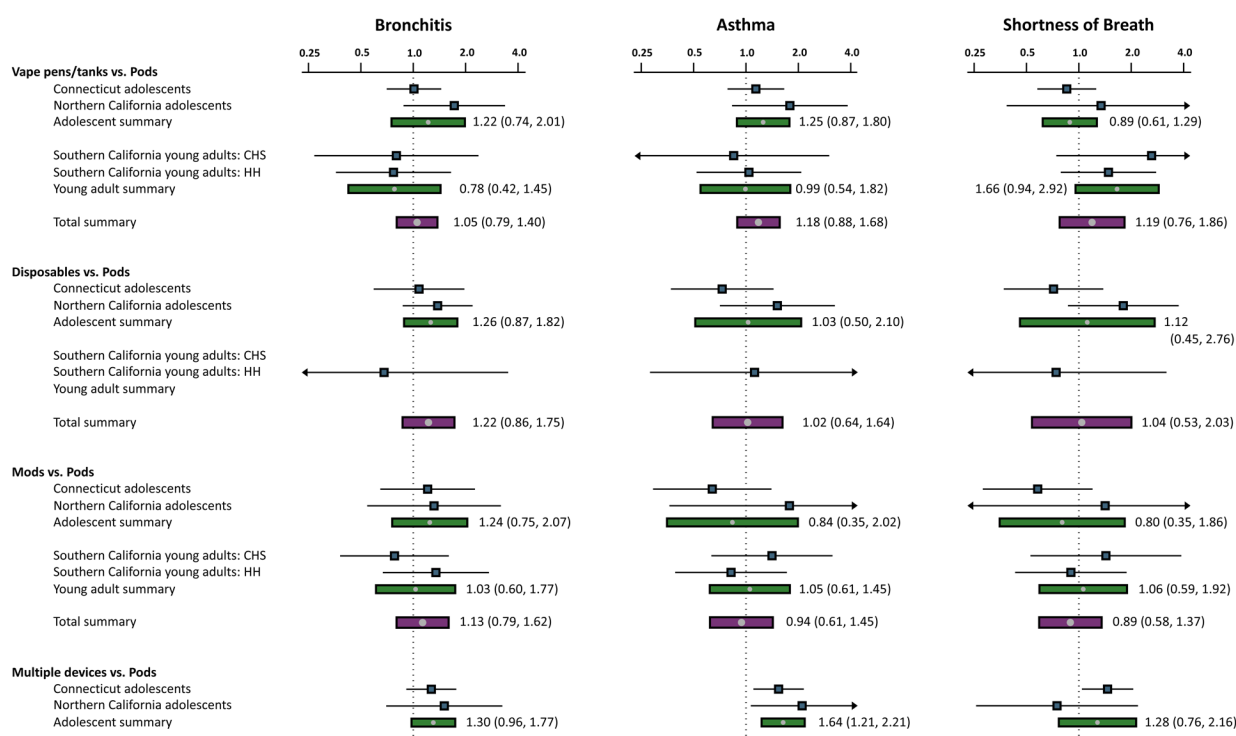 Bronchitis Asthma Shortness of Breath
0.25 0.5 1.0 2.0 4.0 0.25 0.5 1.0 2.0 4.0 0.25 0.5 1.0 2.0 4.0
Vape pens/tanks vs. Pods
Connecticut adolescents
Northern California adolescents
Adolescent summary 1.22 (0.74, 2.01) 1.25 (0.87, 1.80) 0.89 (0.61, 1.29)
Southern California young adults: CHS
Southern California young adults: HH
Young adult summary 0.78 (0.42, 1.45) 0.99 (0.54, 1.82) 1.66 (0.94, 2.92)
Total summary 1.05 (0.79, 1.40) 1.18 (0.88, 1.68) 1.19 (0.76, 1.86)
Disposables vs. Pods
Connecticut adolescents
Northern California adolescents
Adolescent summary 1.26 (0.87, 1.82) 1.03 (0.50, 2.10) 1.12
(0.45, 2.76)
Southern California young adults: CHS
Southern California young adults: HH
Young adult summary
Total summary 1.22 (0.86, 1.75) 1.02 (0.64, 1.64) 1.04 (0.53, 2.03)
Mods vs. Pods
Connecticut adolescents
Northern California adolescents
Adolescent summary 1.24 (0.75, 2.07) 0.84 (0.35, 2.02) 0.80 (0.35, 1.86)
Southern California young adults: CHS
Southern California young adults: HH
Young adult summary 1.03 (0.60, 1.77) 1.05 (0.61, 1.45) 1.06 (0.59, 1.92)
Total summary 1.13 (0.79, 1.62) 0.94 (0.61, 1.45) 0.89 (0.58, 1.37)
Multiple devices vs. Pods
Connecticut adolescents
Northern California adolescents
Adolescent summary 1.30 (0.96, 1.77) 1.64 (1.21, 2.21) 1.28 (0.76, 2.16)